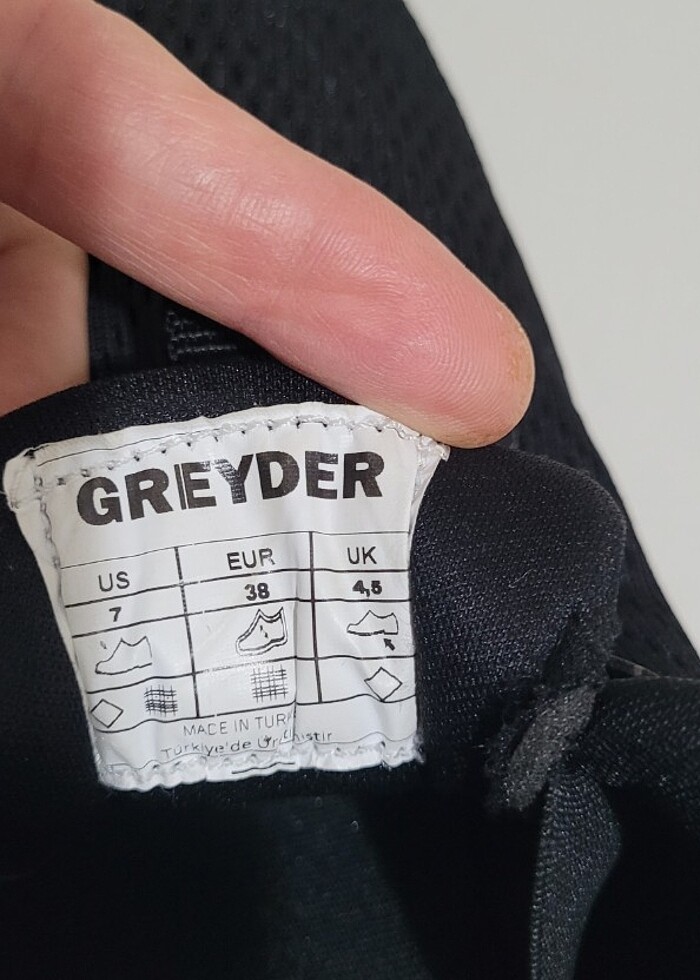 GREYDER
US EUR UK
7 38 4,5
MADE IN TUR
Türkiye'de